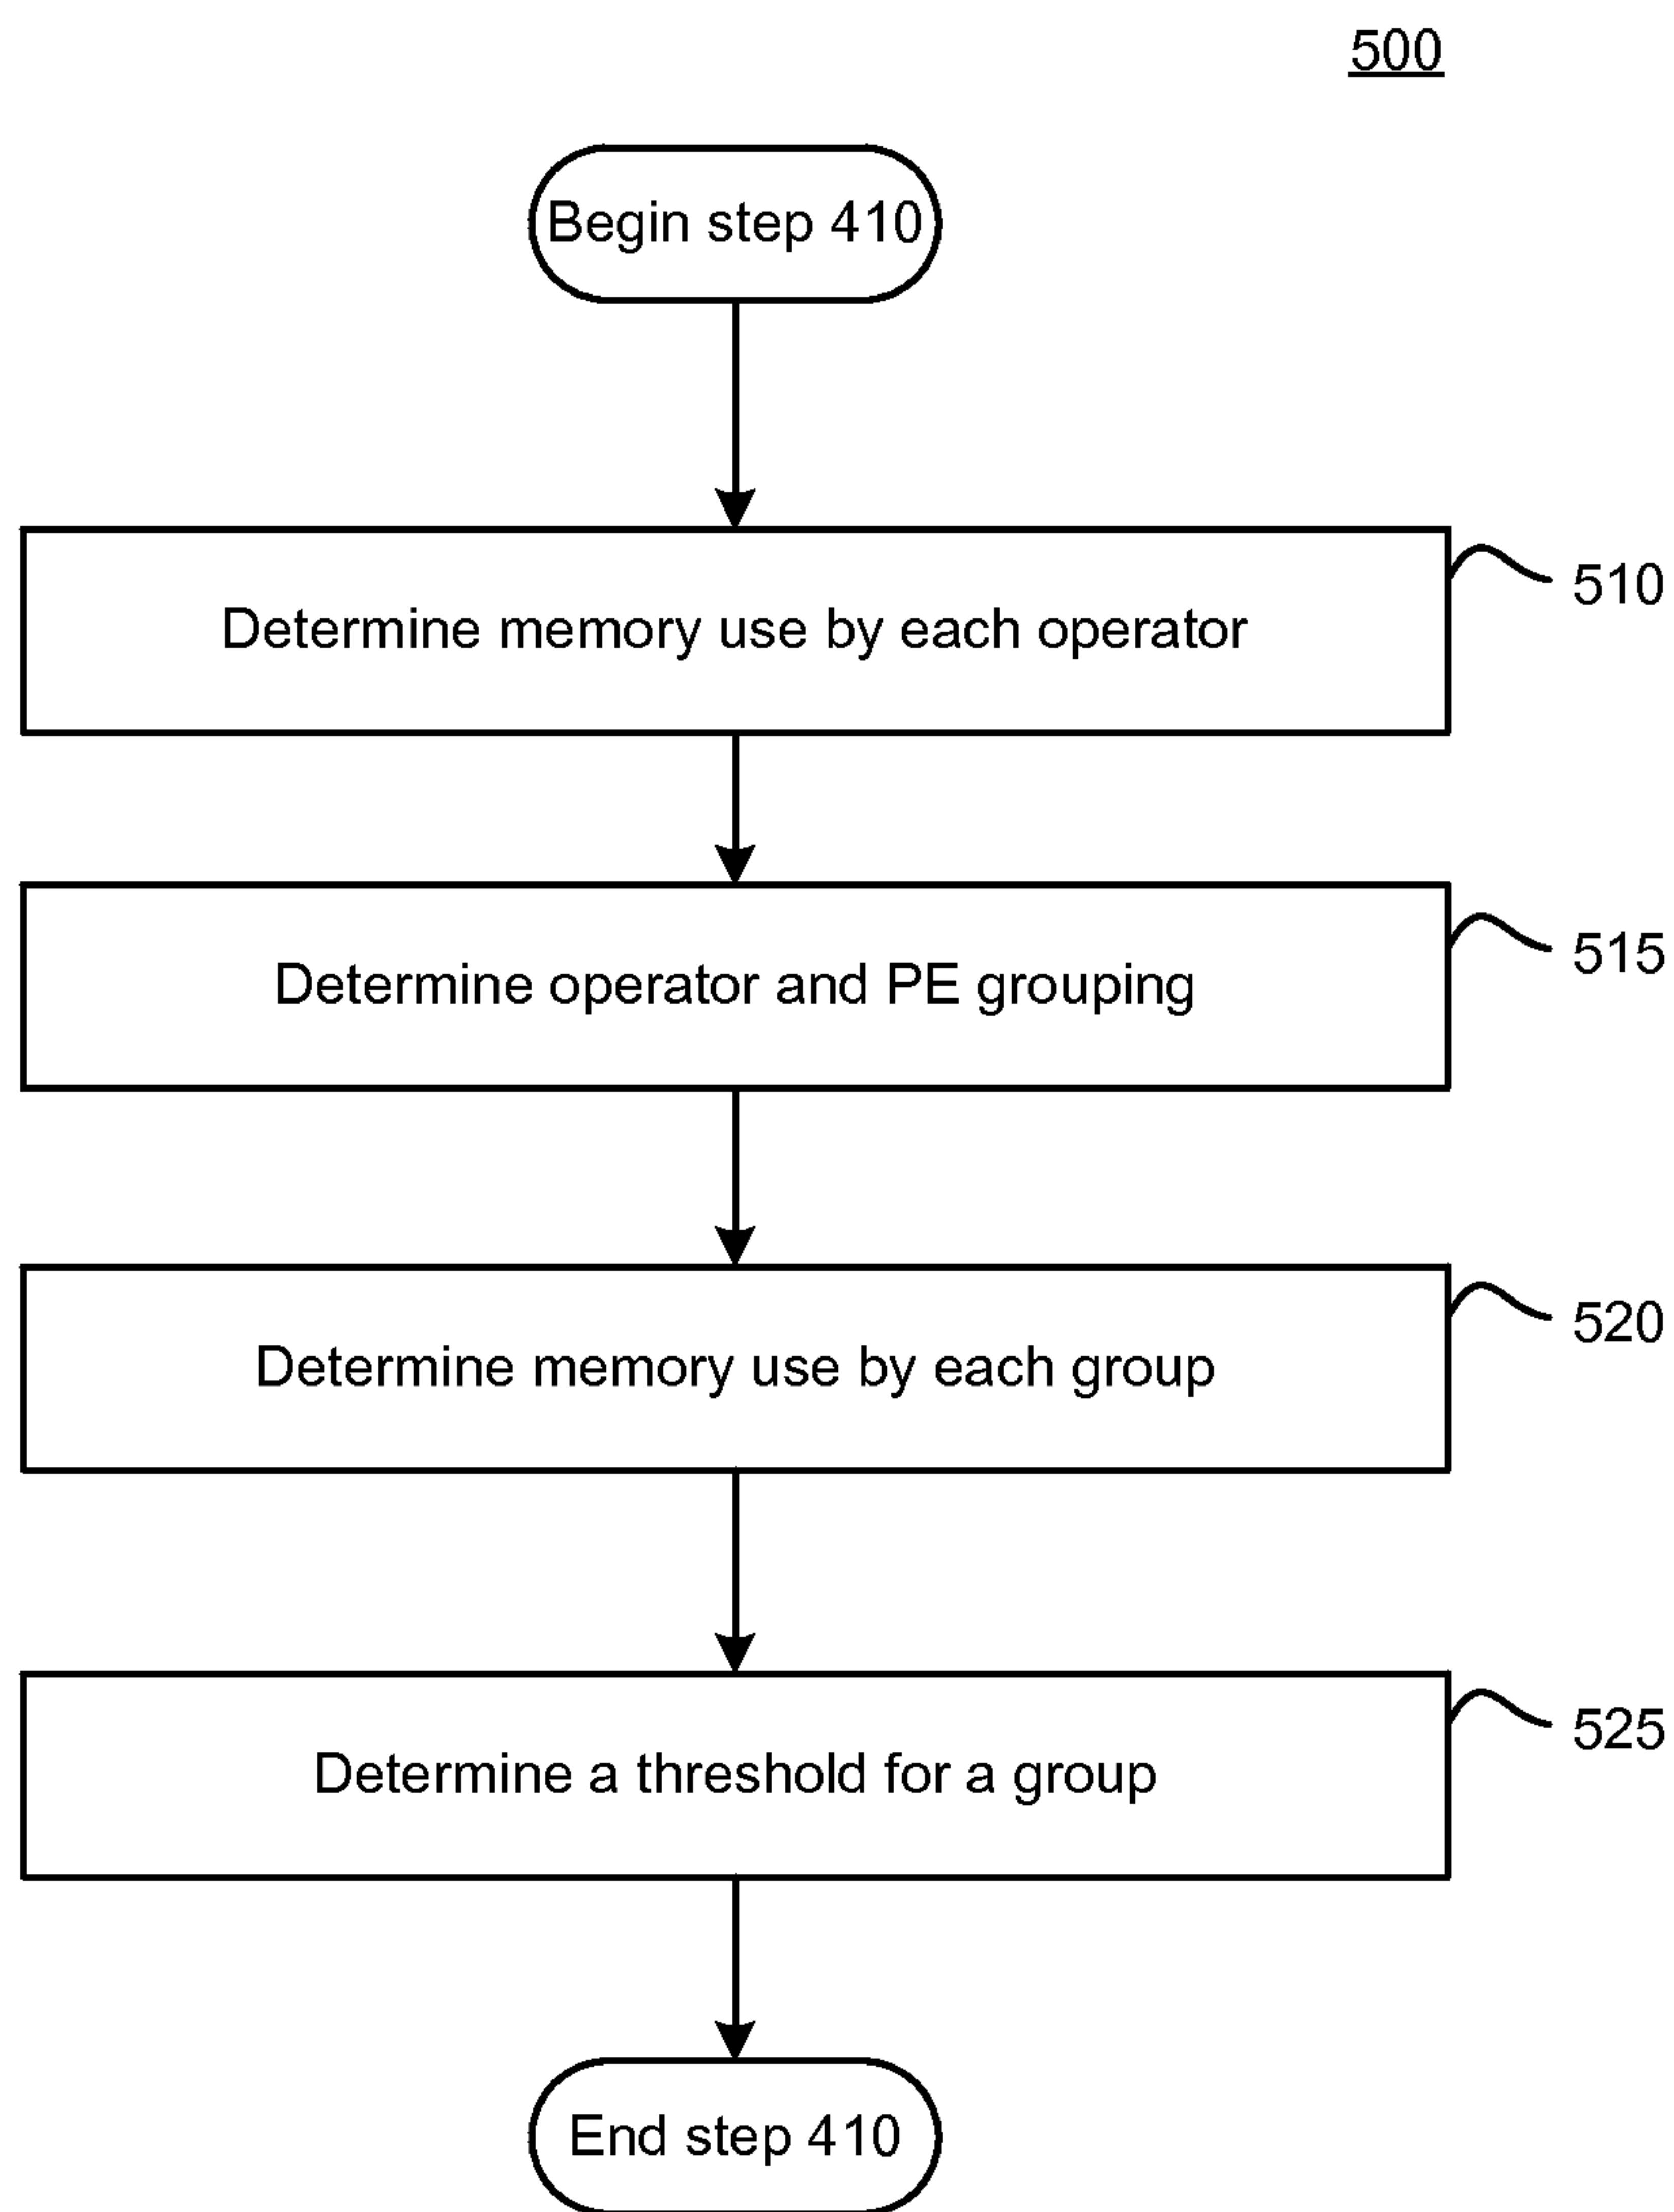 500
Begin step 410
Determine memory use by each operator
510
Determine operator and PE grouping
515
Determine memory use by each group
520
Determine a threshold for a group
525
End step 410